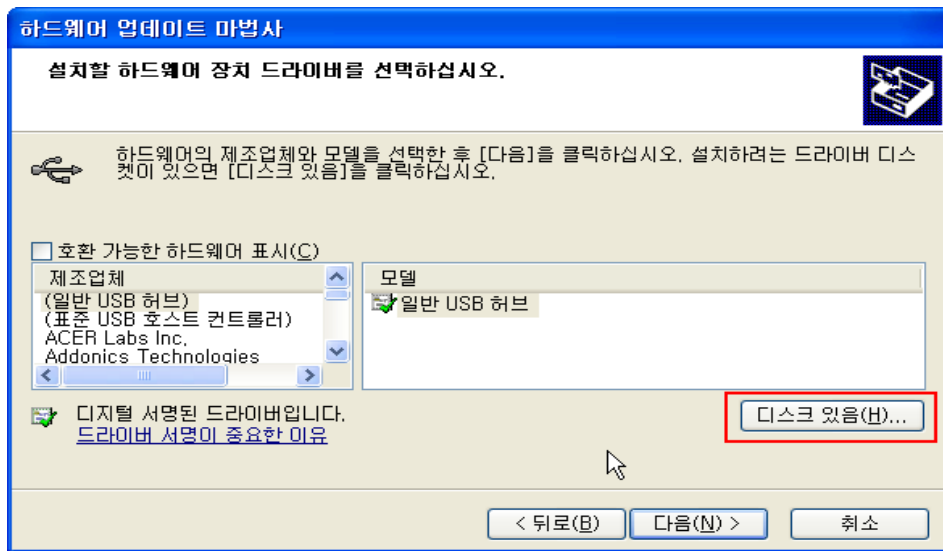 하드웨어 업데이트 마법사
설치할 하드웨어 장치 드라이버를 선택하십시오.
하드웨어의 제조업체와 모델을 선택한 후 [다음]을 클릭하십시오. 설치하려는 드라이버 디스
켓이 있으면 [디스크 있음]을 클릭하십시오.
호환 가능한 하드웨어 표시(C)
제조업체
(일반 USB 허브)
(표준 USB 호스트 컨트롤러)
ACER Labs Inc.
Addonics Technologies
모델
일반 USB 허브
디지털 서명된 드라이버입니다.
드라이버 서명이 중요한 이유
디스크 있음(H)...
< 뒤로(B)
다음(N) >
취소